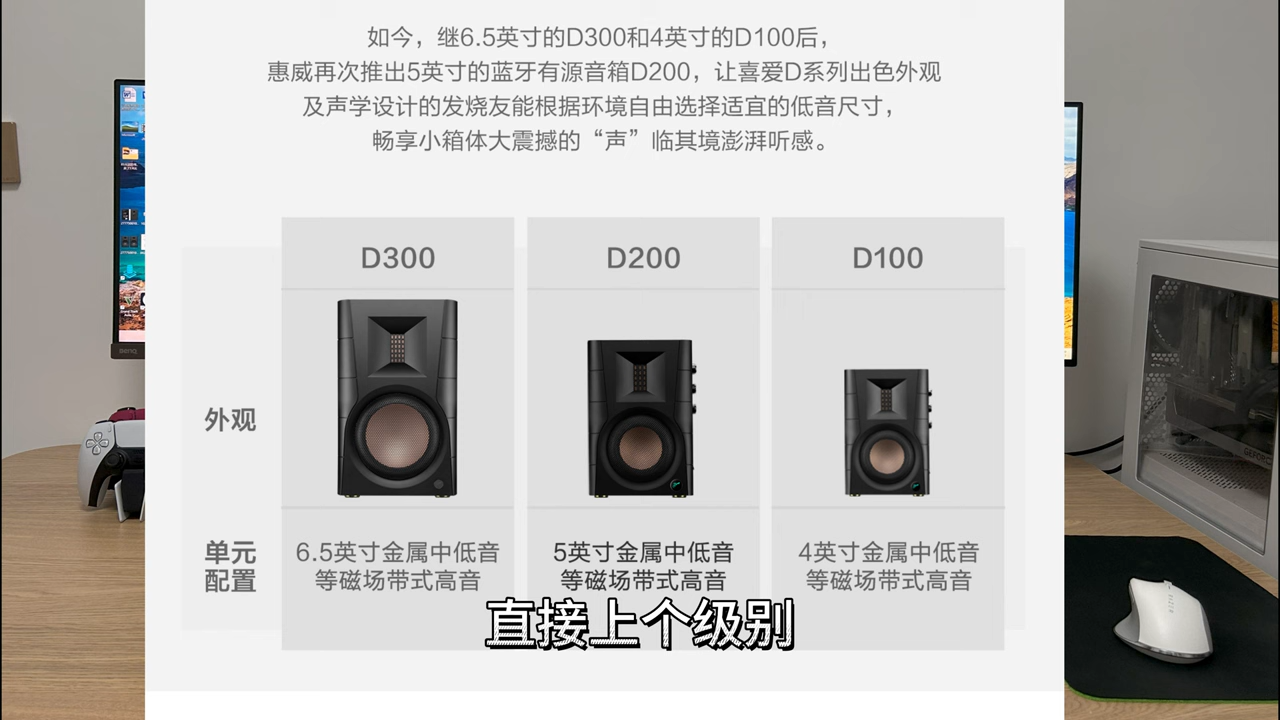 如今，继6.5英寸的D300和4英寸的D100后，
惠威再次推出5英寸的蓝牙有源音箱D200，让喜爱D系列出色外观
及声学设计的发烧友能根据环境自由选择适宜的低音尺寸，
畅享小箱体大震撼的“声”临其境澎湃听感。
D300 D200 D100
外观
单元
配置
6.5英寸金属中低音
等磁场带式高音
5英寸金属中低音
等磁场带式高音
4英寸金属中低音
等磁场带式高音
直接上个级别
BenQ